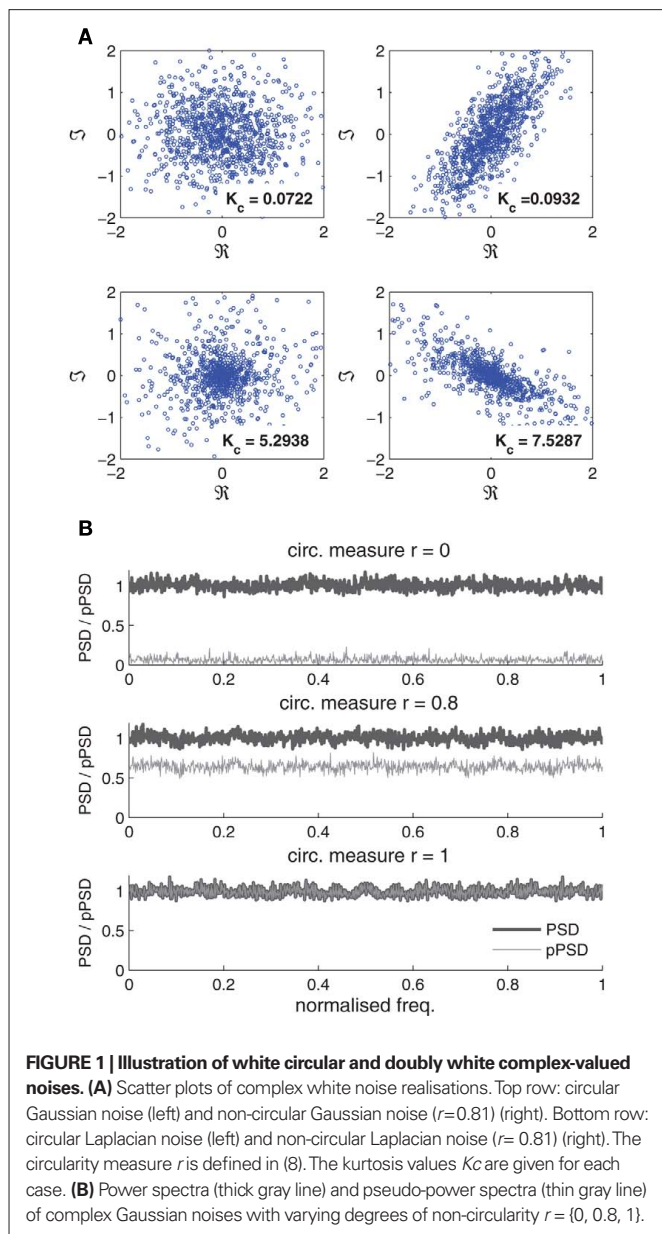 A
2
1
0
−1
−2
ℑ
−2
0
2
ℜ
K_c = 0.0722
2
1
0
−1
−2
ℑ
−2
0
2
ℜ
K_c =0.0932
2
1
0
−1
−2
ℑ
−2
0
2
ℜ
K_c = 5.2938
2
1
0
−1
−2
ℑ
−2
0
2
ℜ
K_c = 7.5287
B
circ. measure r = 0
PSD / pPSD
1
0.5
0
0 0.2 0.4 0.6 0.8 1
circ. measure r = 0.8
PSD / pPSD
1
0.5
0
0 0.2 0.4 0.6 0.8 1
circ. measure r = 1
PSD / pPSD
1
0.5
0
PSD
pPSD
0 0.2 0.4 0.6 0.8 1
normalised freq.
FIGURE 1 | Illustration of white circular and doubly white complex-valued
noises. (A) Scatter plots of complex white noise realisations. Top row: circular
Gaussian noise (left) and non-circular Gaussian noise (r=0.81) (right). Bottom row:
circular Laplacian noise (left) and non-circular Laplacian noise (r= 0.81) (right). The
circularity measure r is defined in (8). The kurtosis values Kc are given for each
case. (B) Power spectra (thick gray line) and pseudo-power spectra (thin gray line)
of complex Gaussian noises with varying degrees of non-circularity r = {0, 0.8, 1}.